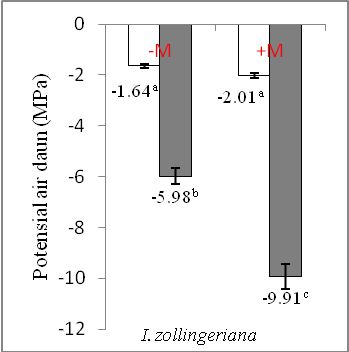 Potensial air daun (MPa)
0
-2
-4
-6
-8
-10
-12
-M
+M
-1.64ᵃ
-2.01ᵃ
-5.98ᵇ
-9.91ᶜ
I. zollingeriana